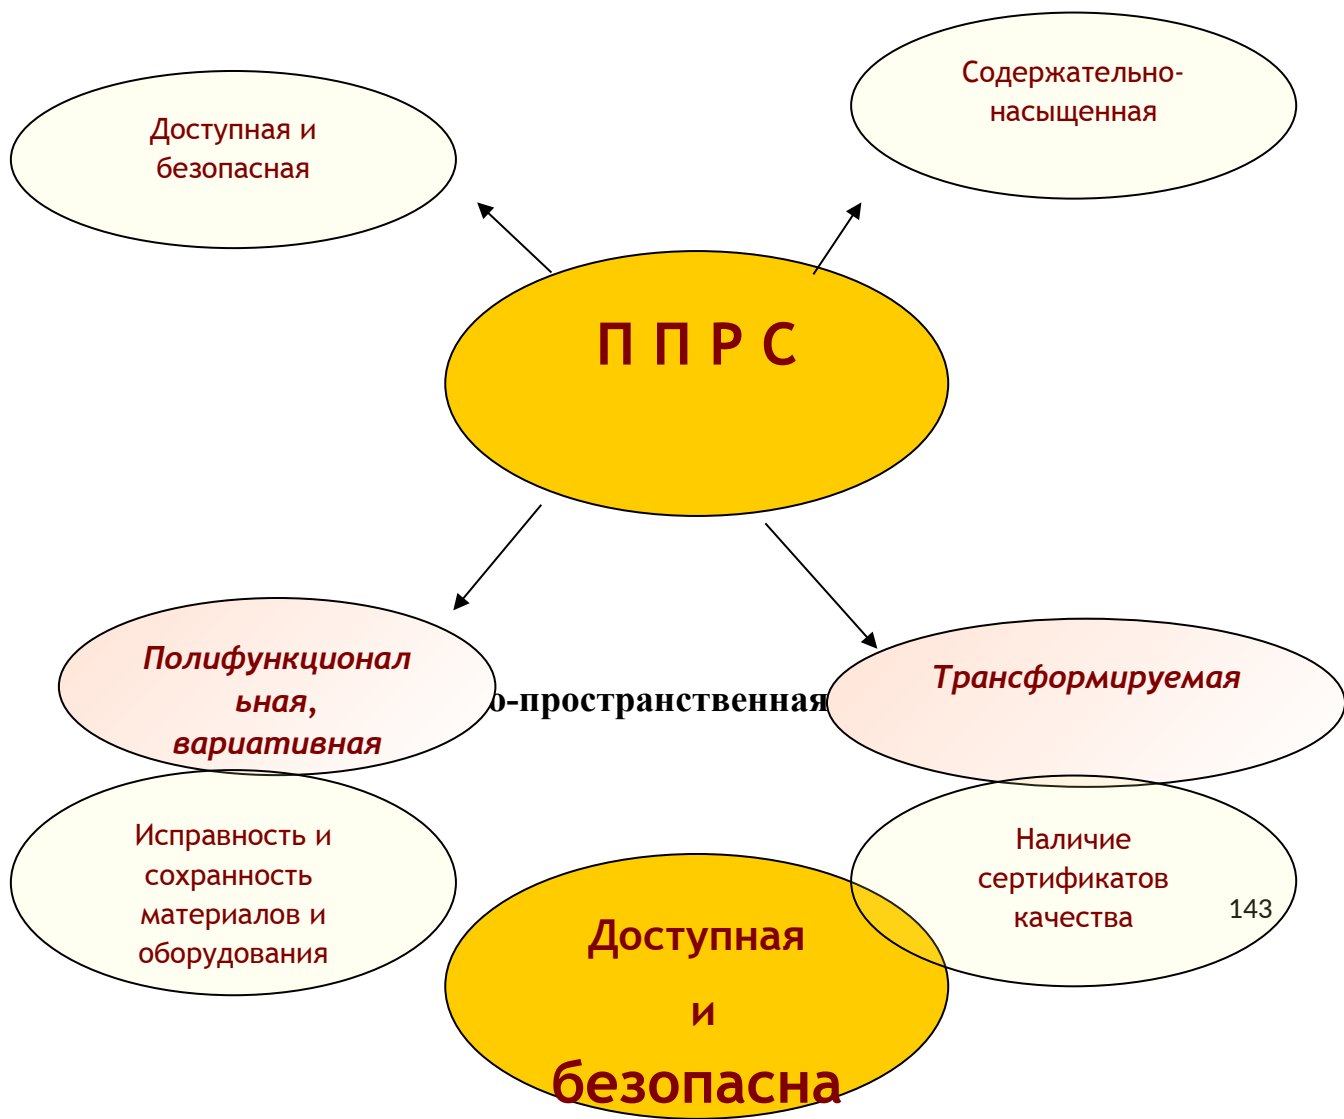 Доступная и
безопасная
Содержательно-
насыщенная
П П Р С
Полифункционал
ьная,
вариативная
о-пространственная
Трансформируемая
Исправность и
сохранность
материалов и
оборудования
Наличие
сертификатов
качества
143
Доступная
и
безопасна